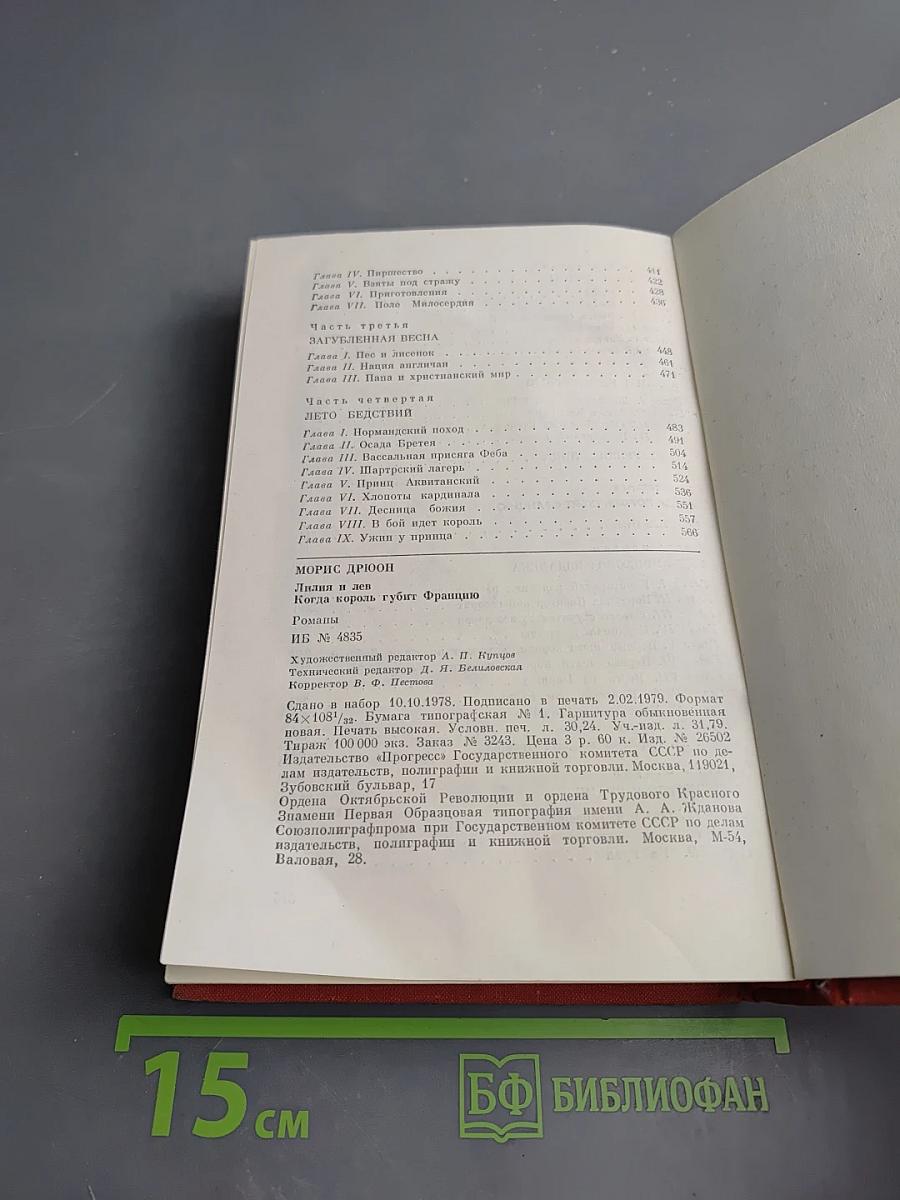 Глава IV. Пиршество . . . . . . . . . . . . . . . 411
Глава V. Взяты под стражу . . . . . . . . . . . . . 422
Глава VI. Приготовления . . . . . . . . . . . . . . 428
Глава VII. Поле Милосердия . . . . . . . . . . . . 436
Часть третья
ЗАГУБЛЕННАЯ ВЕСНА
Глава I. Пес и лисенок . . . . . . . . . . . . . . 448
Глава II. Нация англичан . . . . . . . . . . . . . 461
Глава III. Папа и христианский мир . . . . . . . . . 471
Часть четвертая
ЛЕТО БЕДСТВИЙ
Глава I. Нормандский поход . . . . . . . . . . . . 483
Глава II. Осада Бретея . . . . . . . . . . . . . . 491
Глава III. Вассальная присяга Феба . . . . . . . . . 504
Глава IV. Шартрский лагерь . . . . . . . . . . . . 514
Глава V. Принц Аквитанский . . . . . . . . . . . . 524
Глава VI. Хлопоты кардинала . . . . . . . . . . . . 536
Глава VII. Десница божия . . . . . . . . . . . . . 551
Глава VIII. В бой идет король . . . . . . . . . . . 557
Глава IX. Ужин у принца . . . . . . . . . . . . . . 566
МОРИС ДРЮОН
Лилия и лев
Когда король губит Францию
Романы
ИБ № 4835
Художественный редактор А. П. Купцов
Технический редактор Д. Я. Белиловская
Корректор В. Ф. Пестова
Сдано в набор 10.10.1978. Подписано в печать 2.02.1979. Формат
84×108¹/₃₂. Бумага типографская № 1. Гарнитура обыкновенная
новая. Печать высокая. Условн. печ. л. 30,24. Уч.-изд. л. 31,79.
Тираж 100 000 экз. Заказ № 3243. Цена 3 р. 60 к. Изд. № 26502
Издательство «Прогресс» Государственного комитета СССР по де-
лам издательств, полиграфии и книжной торговли. Москва, 119021,
Зубовский бульвар, 17
Ордена Октябрьской Революции и ордена Трудового Красного
Знамени Первая Образцовая типография имени А. А. Жданова
Союзполиграфпрома при Государственном комитете СССР по делам
издательств, полиграфии и книжной торговли. Москва, М-54,
Валовая, 28.
15 см
БФ БИБЛИОФАН